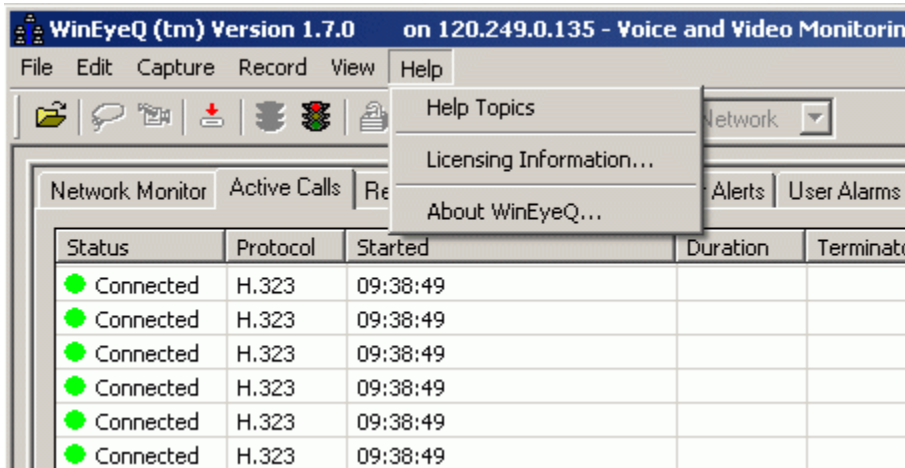 WinEyeQ (tm) Version 1.7.0 on 120.249.0.135 - Voice and Video Monitorin
File Edit Capture Record View Help
Help Topics
Network
Licensing Information...
Network Monitor Active Calls Re Alerts User Alarms
About WinEyeQ...
Status Protocol Started Duration Terminato
Connected H.323 09:38:49
Connected H.323 09:38:49
Connected H.323 09:38:49
Connected H.323 09:38:49
Connected H.323 09:38:49
Connected H.323 09:38:49